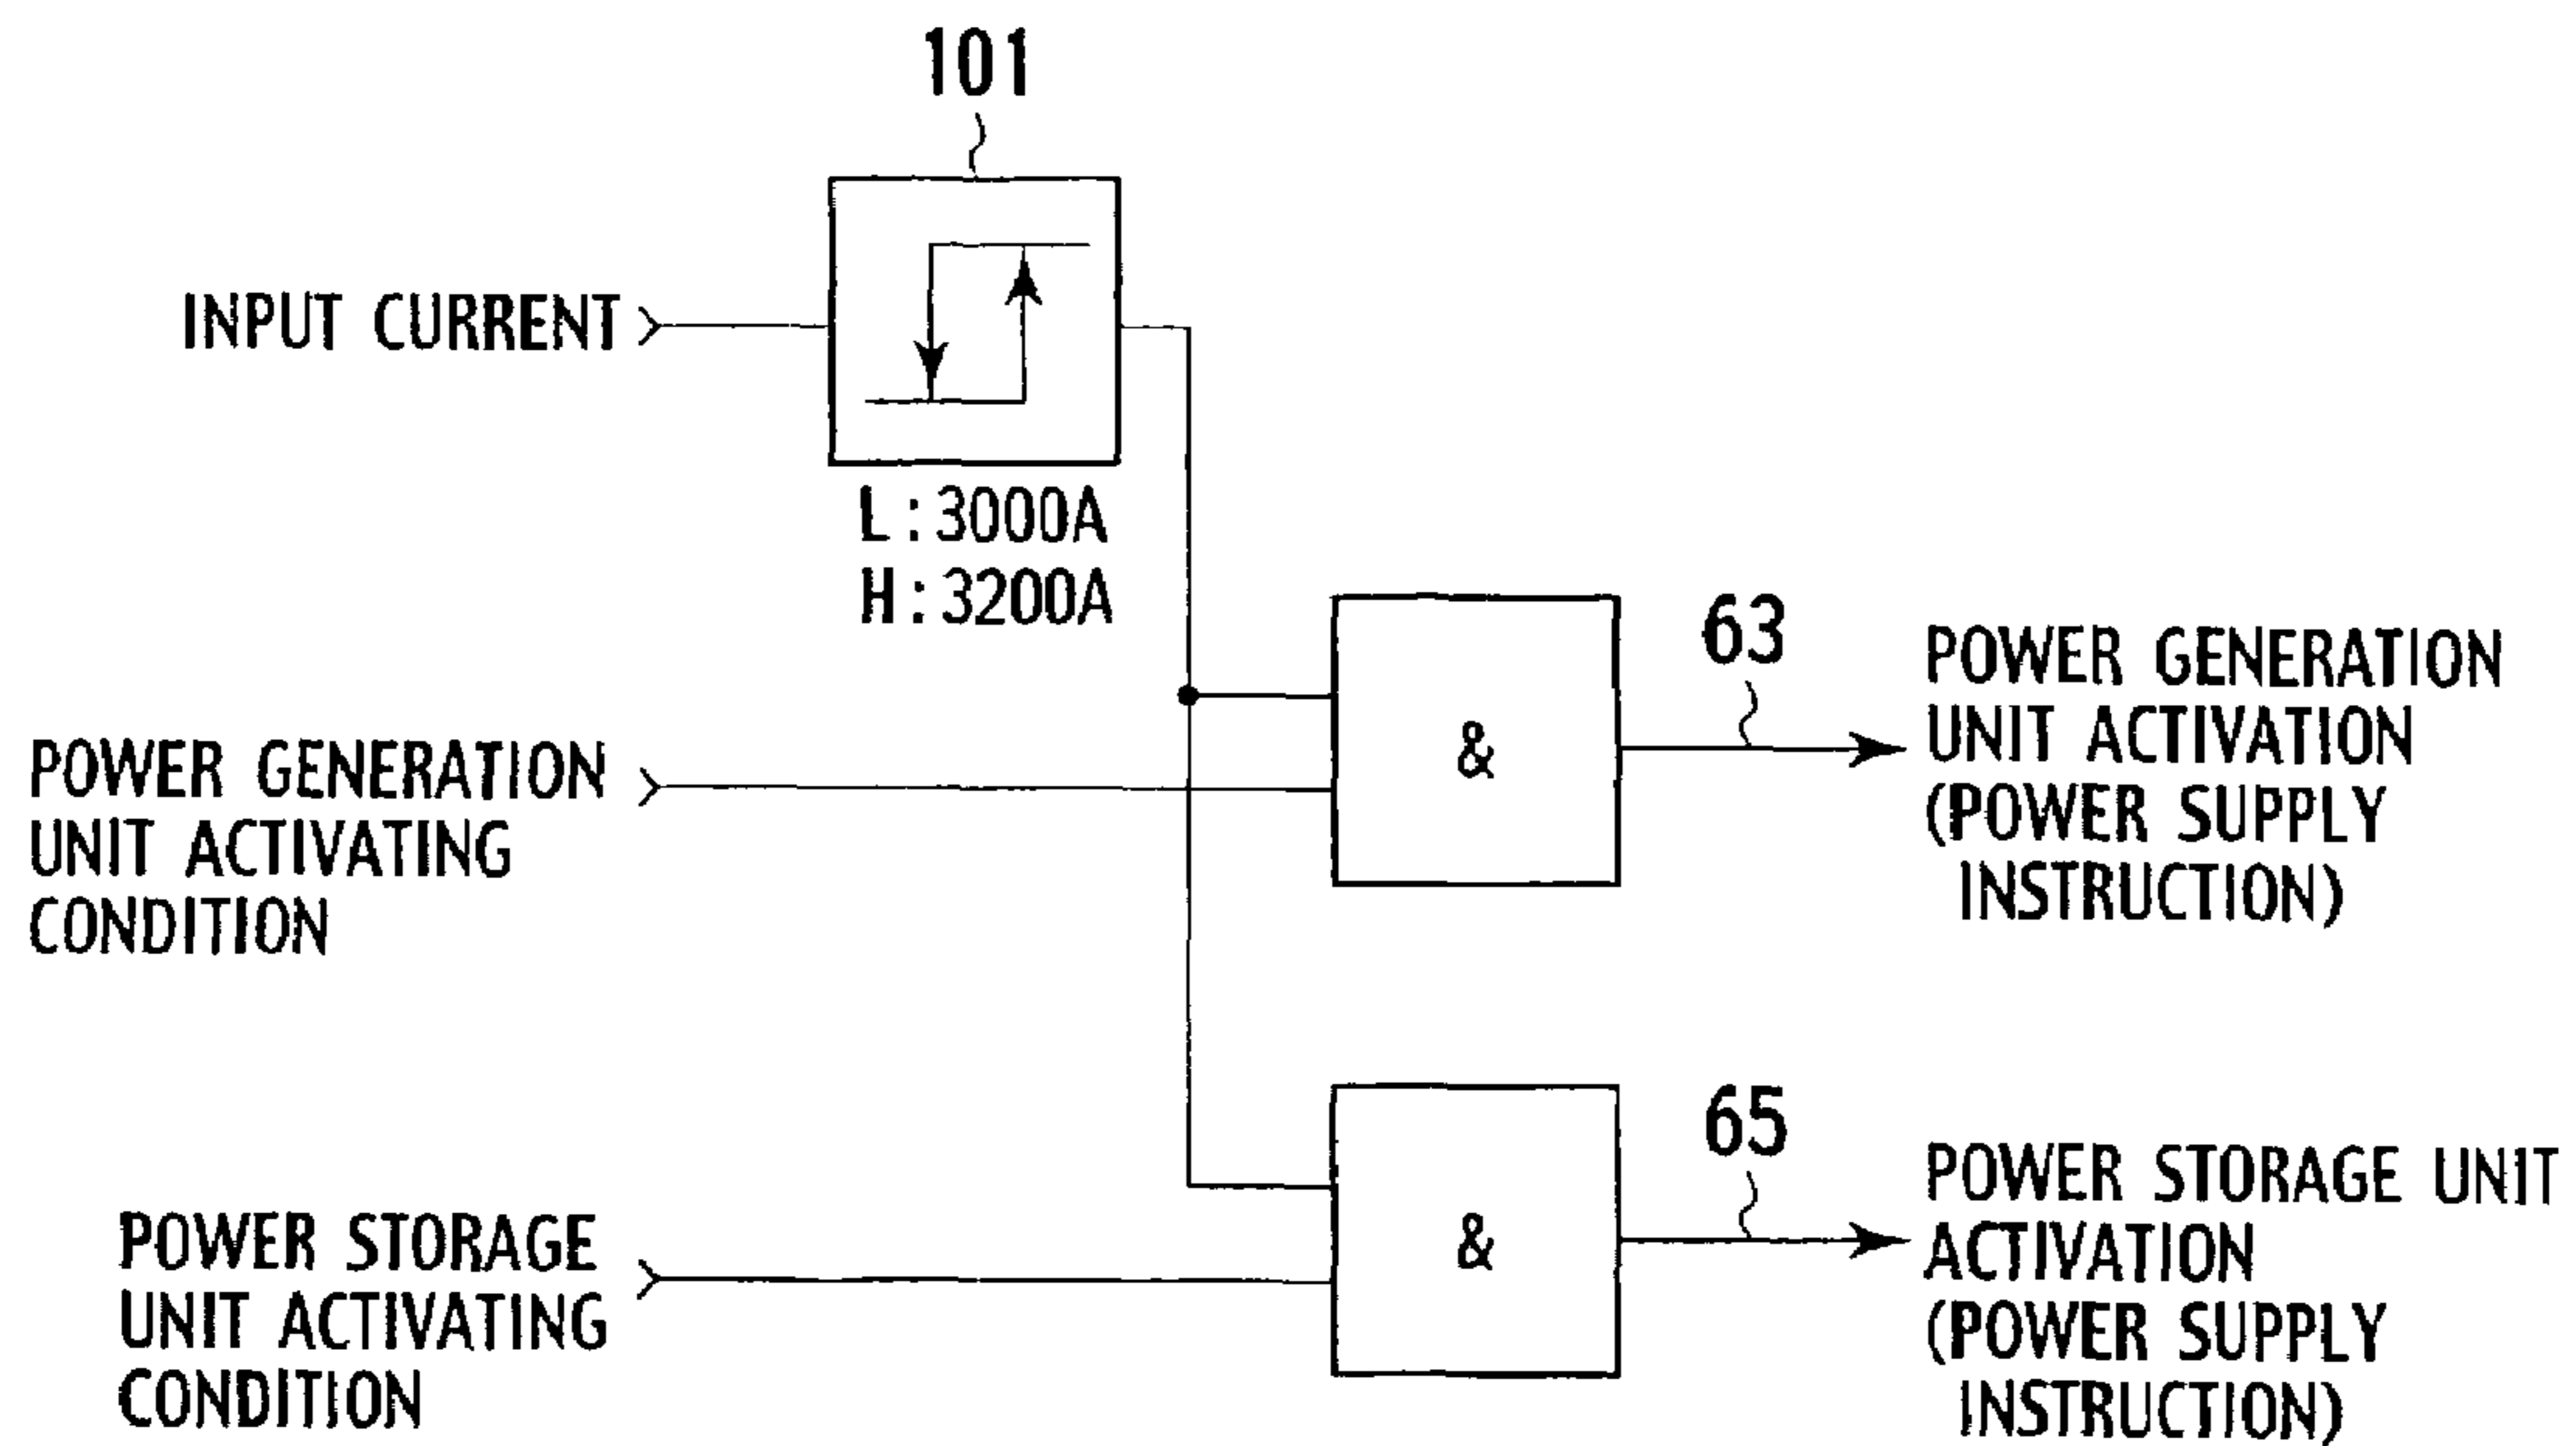 101
INPUT CURRENT
L:3000A
H:3200A
&
63
POWER GENERATION
UNIT ACTIVATION
(POWER SUPPLY
INSTRUCTION)
POWER GENERATION
UNIT ACTIVATING
CONDITION
&
65
POWER STORAGE UNIT
ACTIVATION
(POWER SUPPLY
INSTRUCTION)
POWER STORAGE
UNIT ACTIVATING
CONDITION